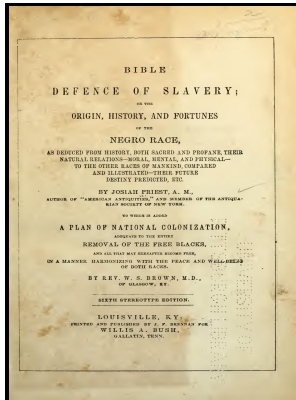 BIBLE
DEFENCE OF SLAVERY;
OR THE
ORIGIN, HISTORY, AND FORTUNES
OF THE
NEGRO RACE,
AS DEDUCED FROM HISTORY, BOTH SACRED AND PROFANE, THEIR
NATURAL RELATIONS—MORAL, MENTAL, AND PHYSICAL—
TO THE OTHER RACES OF MANKIND, COMPARED
AND ILLUSTRATED—THEIR FUTURE
DESTINY PREDICTED, ETC.
BY JOSIAH PRIEST, A. M.,
AUTHOR OF "AMERICAN ANTIQUITIES," AND MEMBER OF THE ANTIQUA-
RIAN SOCIETY OF NEW YORK.
TO WHICH IS ADDED
A PLAN OF NATIONAL COLONIZATION,
ADEQUATE TO THE ENTIRE
REMOVAL OF THE FREE BLACKS,
AND ALL THAT MAY HEREAFTER BECOME FREE,
IN A MANNER HARMONIZING WITH THE PEACE AND WELL-BEING
OF BOTH RACES.
BY REV. W. S. BROWN, M.D.,
OF GLASGOW, KY.
SIXTH STEREOTYPE EDITION.
LOUISVILLE, KY.:
PRINTED AND PUBLISHED BY J. F. BRENNAN FOR
WILLIS A. BUSH,
GALLATIN, TENN.